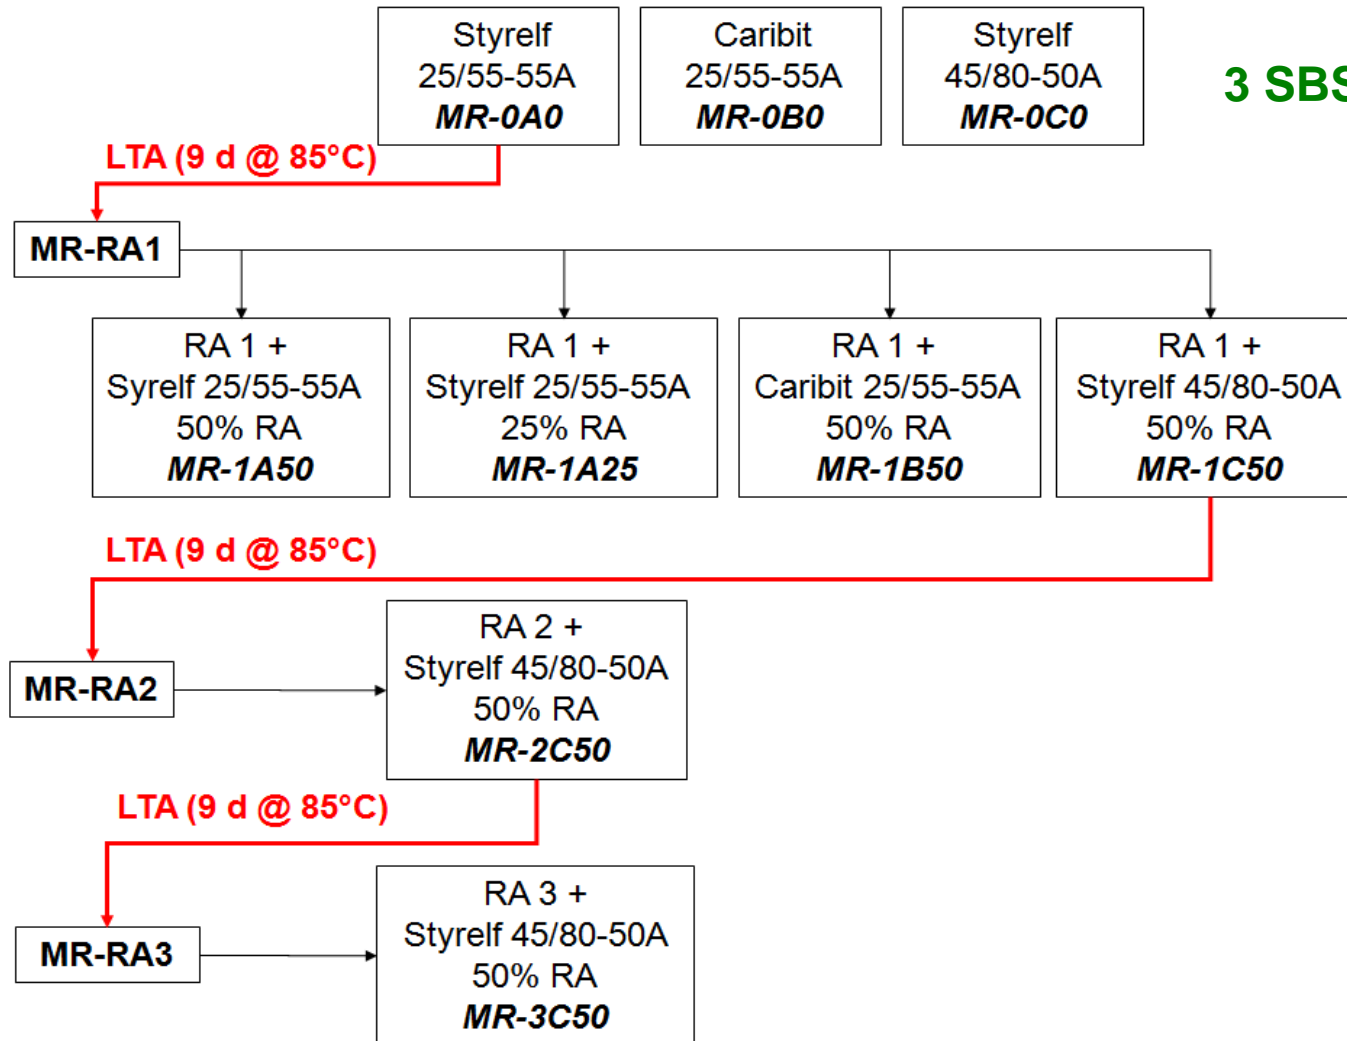 Styrelf
25/55-55A
MR-0A0
Caribit
25/55-55A
MR-0B0
Styrelf
45/80-50A
MR-0C0
3 SBS
LTA (9 d @ 85°C)
MR-RA1
RA 1 +
Syrelf 25/55-55A
50% RA
MR-1A50
RA 1 +
Styrelf 25/55-55A
25% RA
MR-1A25
RA 1 +
Caribit 25/55-55A
50% RA
MR-1B50
RA 1 +
Styrelf 45/80-50A
50% RA
MR-1C50
LTA (9 d @ 85°C)
MR-RA2
RA 2 +
Styrelf 45/80-50A
50% RA
MR-2C50
LTA (9 d @ 85°C)
MR-RA3
RA 3 +
Styrelf 45/80-50A
50% RA
MR-3C50